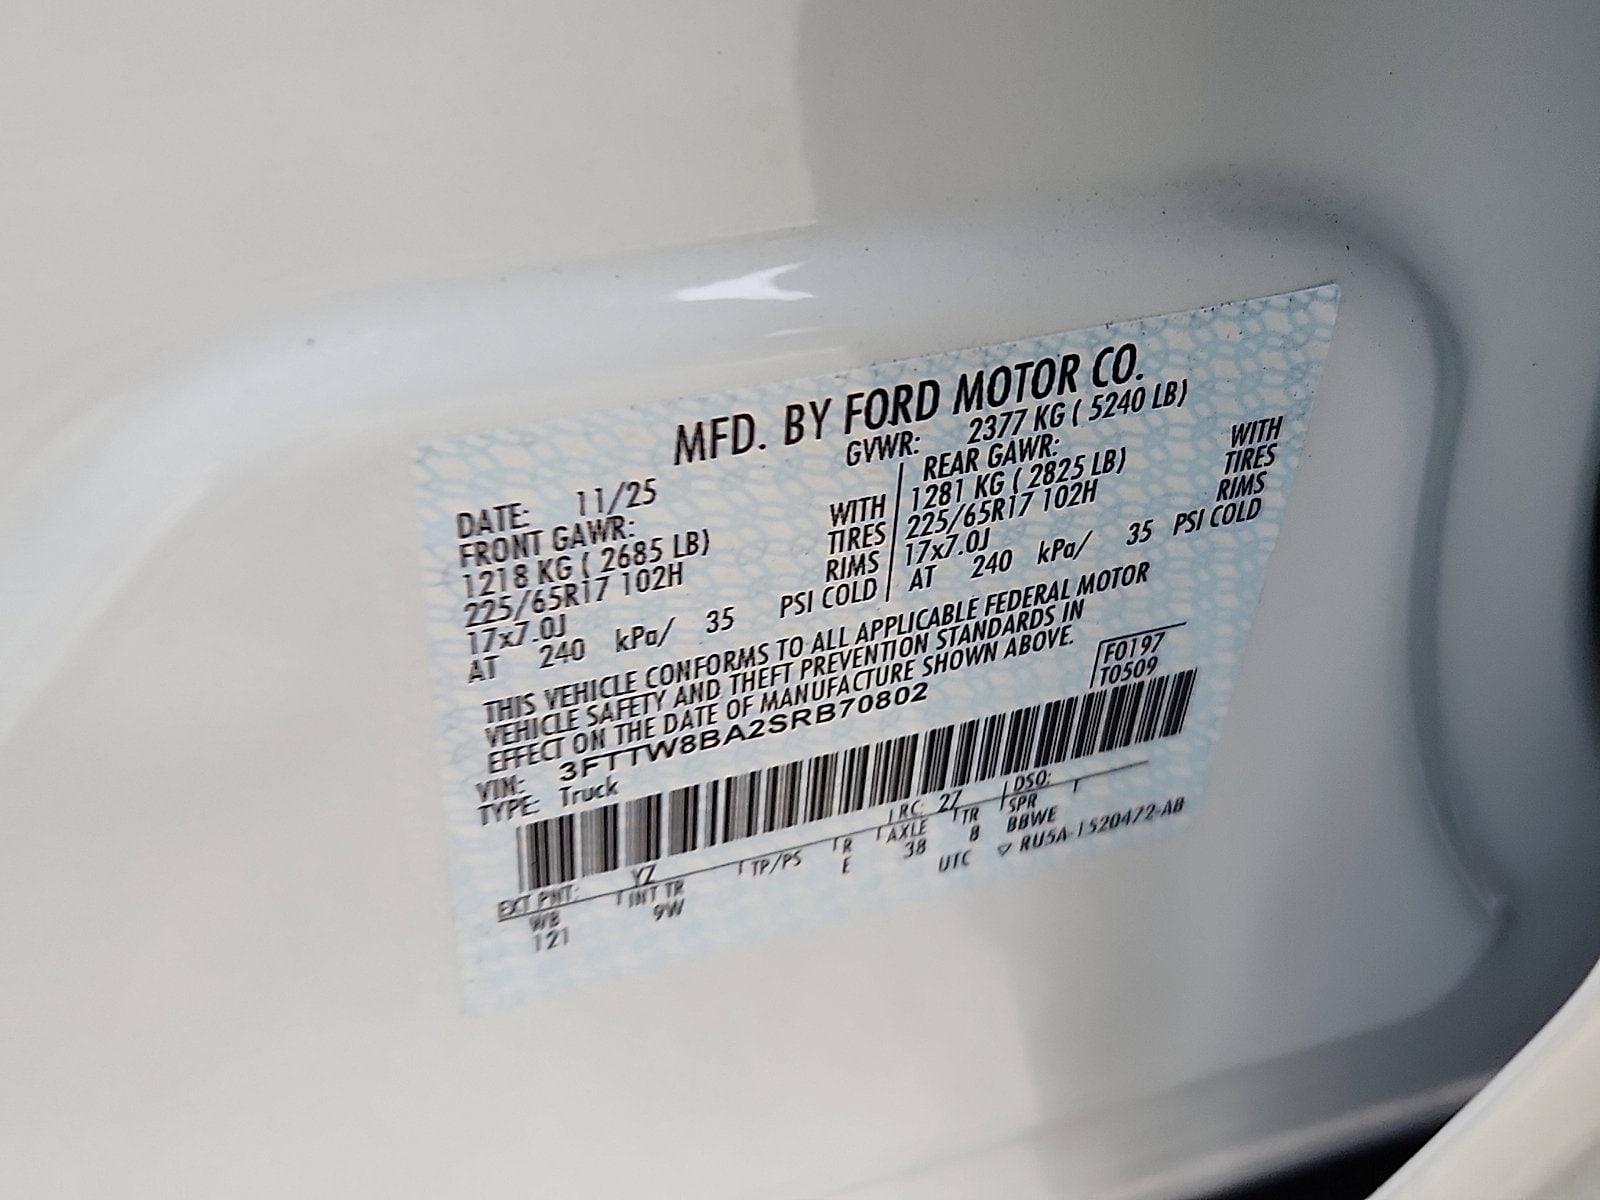 MFD. BY FORD MOTOR CO.
DATE: 11/25 GVWR: 2377 KG ( 5240 LB)
FRONT GAWR: REAR GAWR:
1218 KG ( 2685 LB) WITH 1281 KG ( 2825 LB) WITH
225/65R17 102H TIRES 225/65R17 102H TIRES
17x7.0J RIMS 17x7.0J RIMS
AT 240 kPa/ 35 PSI COLD AT 240 kPa/ 35 PSI COLD
THIS VEHICLE CONFORMS TO ALL APPLICABLE FEDERAL MOTOR
VEHICLE SAFETY AND THEFT PREVENTION STANDARDS IN
EFFECT ON THE DATE OF MANUFACTURE SHOWN ABOVE.
VIN: 3FTTW8BA2SRB70802 F0197
TYPE: Truck T0509
EXT PNT: YZ RC: 27 DSO:
WB INT TR TP/PS R AXLE TR SPR
121 9W E 38 8 BBWE
UTC ▽ RU5A-1520472-AB